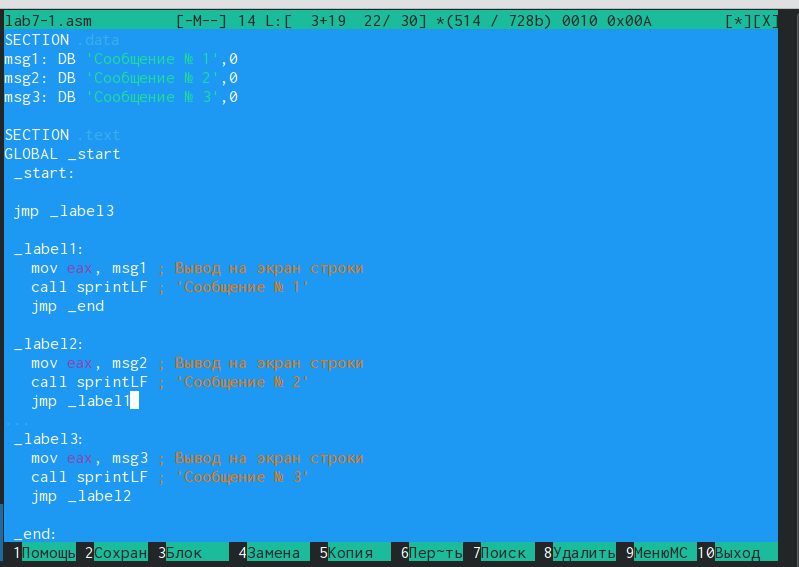 lab7-1.asm [-M--] 14 L:[ 3+19 22/ 30] *(514 / 728b) 0010 0x00A [*][X]
SECTION .data
msg1: DB 'Сообщение № 1',0
msg2: DB 'Сообщение № 2',0
msg3: DB 'Сообщение № 3',0
SECTION .text
GLOBAL _start
_start:
jmp _label3
_label1:
mov eax, msg1 ; Вывод на экран строки
call sprintLF ; 'Сообщение № 1'
jmp _end
_label2:
mov eax, msg2 ; Вывод на экран строки
call sprintLF ; 'Сообщение № 2'
jmp _label1
...
_label3:
mov eax, msg3 ; Вывод на экран строки
call sprintLF ; 'Сообщение № 3'
jmp _label2
_end:
1Помощь 2Сохран 3Блок 4Замена 5Копия 6Пер~ть 7Поиск 8Удалить 9МенюМС 10Выход